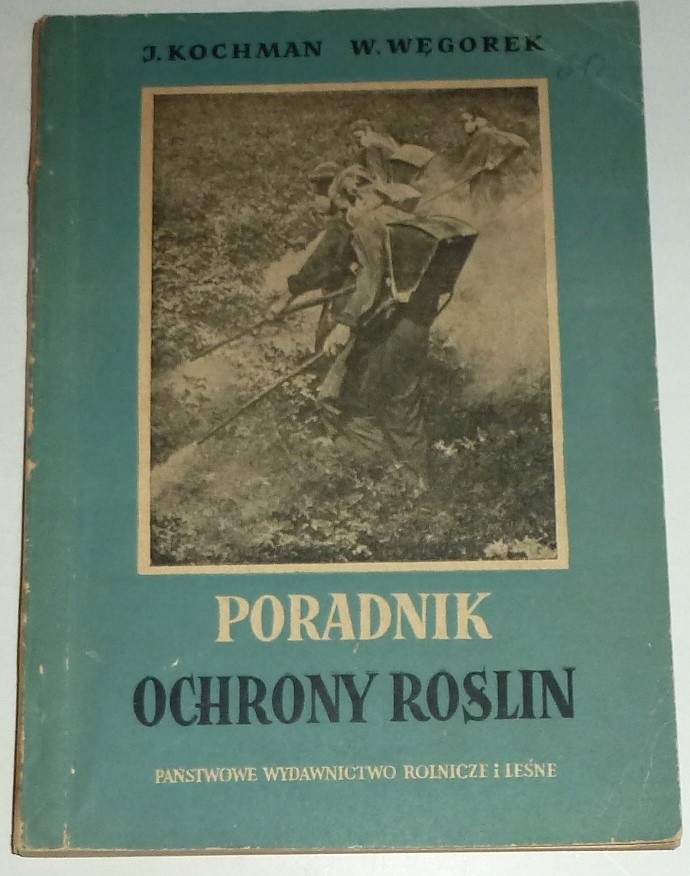 J. KOCHMAN W. WĘGOREK
PORADNIK
OCHRONY ROŚLIN
PAŃSTWOWE WYDAWNICTWO ROLNICZE i LEŚNE